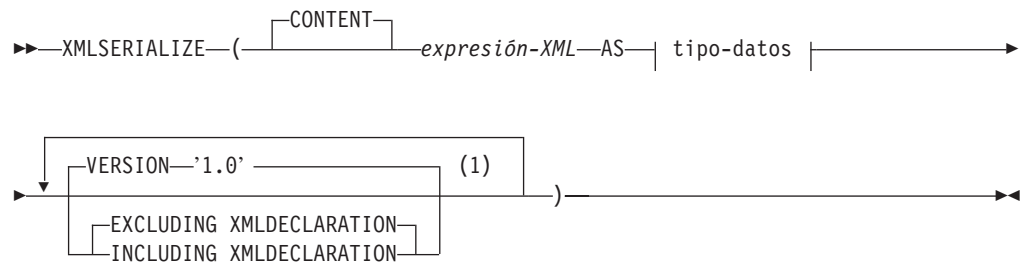 CONTENT
XMLSERIALIZE ( expresión-XML AS tipo-datos
VERSION ’1.0’ (1)
)
EXCLUDING XMLDECLARATION
INCLUDING XMLDECLARATION